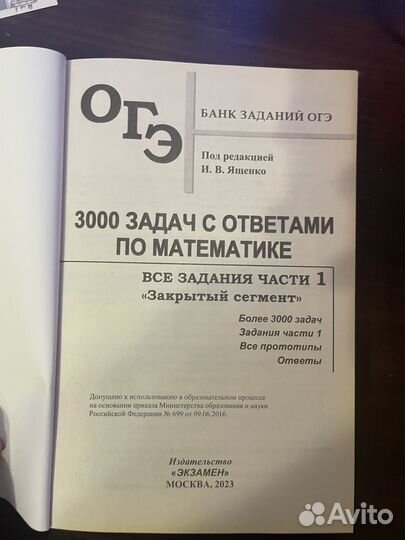 ОГЭ
БАНК ЗАДАНИЙ ОГЭ
Под редакцией
И. В. Ященко
3000 ЗАДАЧ С ОТВЕТАМИ
ПО МАТЕМАТИКЕ
ВСЕ ЗАДАНИЯ ЧАСТИ 1
«Закрытый сегмент»
Более 3000 задач
Задания части 1
Все прототипы
Ответы
Допущено к использованию в образовательном процессе
на основании приказа Министерства образования и науки
Российской Федерации № 699 от 09.06.2016
Издательство
«ЭКЗАМЕН»
МОСКВА, 2023
Avito